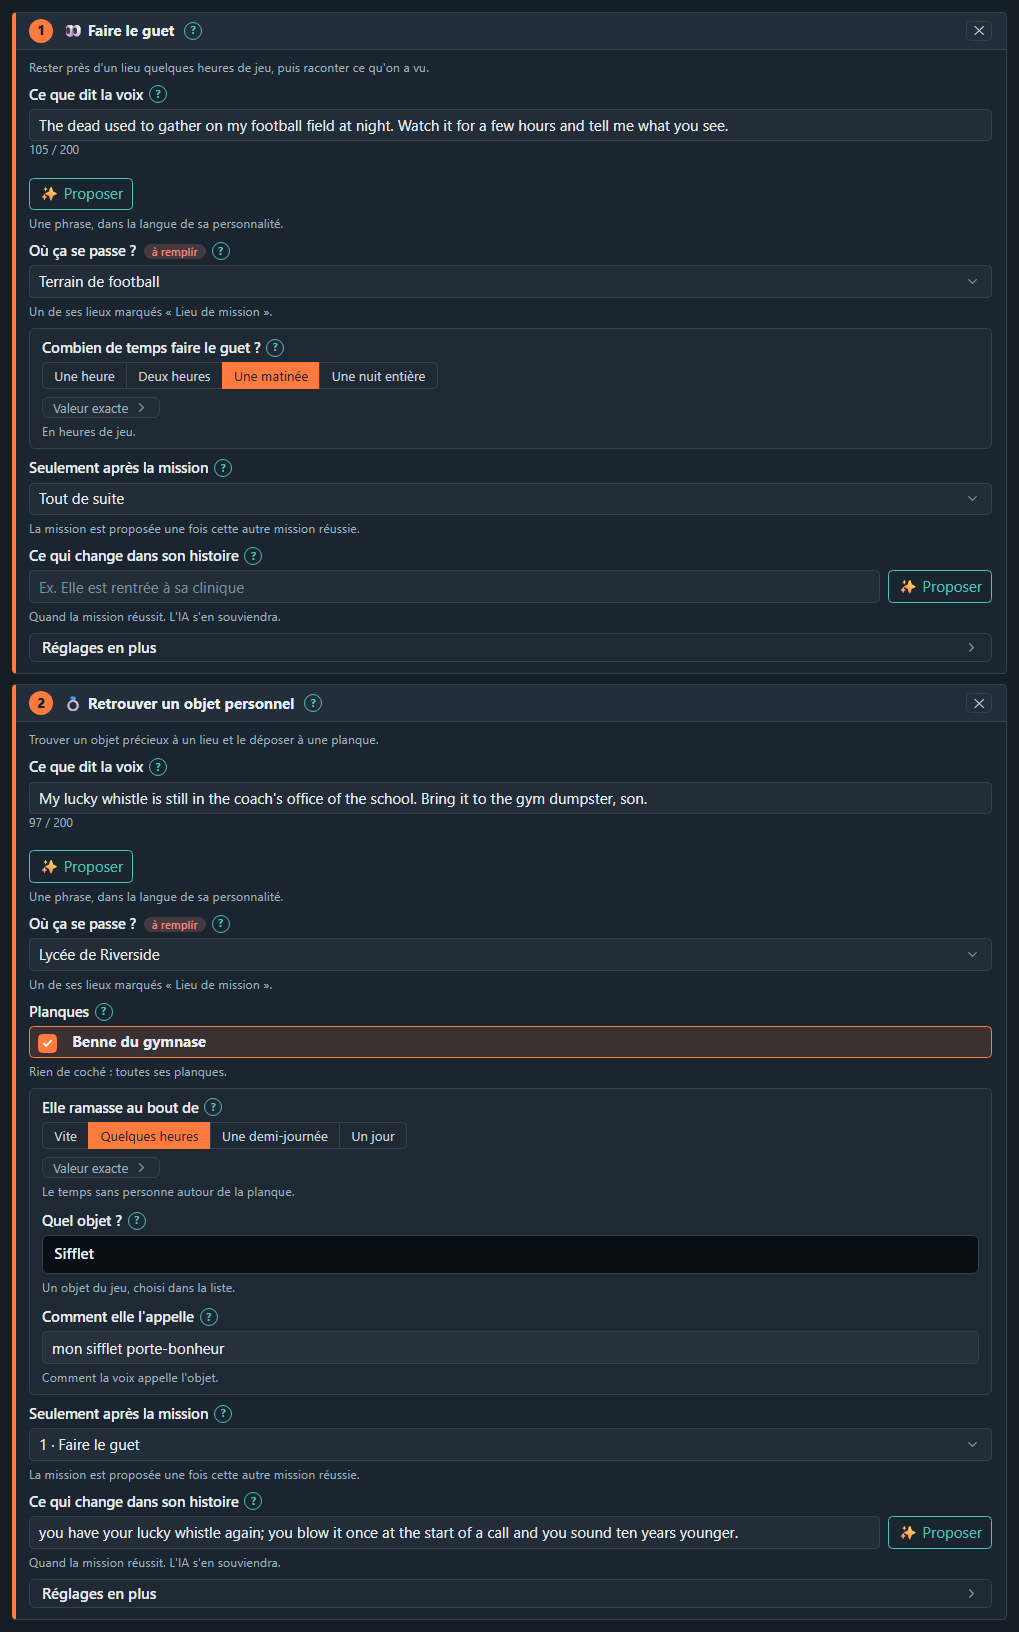 1 👀 Faire le guet ?
Rester près d'un lieu quelques heures de jeu, puis raconter ce qu'on a vu.
Ce que dit la voix ?
The dead used to gather on my football field at night. Watch it for a few hours and tell me what you see.
105 / 200
✨ Proposer
Une phrase, dans la langue de sa personnalité.
Où ça se passe ? à remplir ?
Terrain de football
Un de ses lieux marqués « Lieu de mission ».
Combien de temps faire le guet ? ?
Une heure Deux heures Une matinée Une nuit entière
Valeur exacte
En heures de jeu.
Seulement après la mission ?
Tout de suite
La mission est proposée une fois cette autre mission réussie.
Ce qui change dans son histoire ?
Ex. Elle est rentrée à sa clinique ✨ Proposer
Quand la mission réussit. L'IA s'en souviendra.
Réglages en plus
2 💍 Retrouver un objet personnel ?
Trouver un objet précieux à un lieu et le déposer à une planque.
Ce que dit la voix ?
My lucky whistle is still in the coach's office of the school. Bring it to the gym dumpster, son.
97 / 200
✨ Proposer
Une phrase, dans la langue de sa personnalité.
Où ça se passe ? à remplir ?
Lycée de Riverside
Un de ses lieux marqués « Lieu de mission ».
Planques ?
Benne du gymnase
Rien de coché : toutes ses planques.
Elle ramasse au bout de ?
Vite Quelques heures Une demi-journée Un jour
Valeur exacte
Le temps sans personne autour de la planque.
Quel objet ? ?
Sifflet
Un objet du jeu, choisi dans la liste.
Comment elle l'appelle ?
mon sifflet porte-bonheur
Comment la voix appelle l'objet.
Seulement après la mission ?
1 · Faire le guet
La mission est proposée une fois cette autre mission réussie.
Ce qui change dans son histoire ?
you have your lucky whistle again; you blow it once at the start of a call and you sound ten years younger. ✨ Proposer
Quand la mission réussit. L'IA s'en souviendra.
Réglages en plus